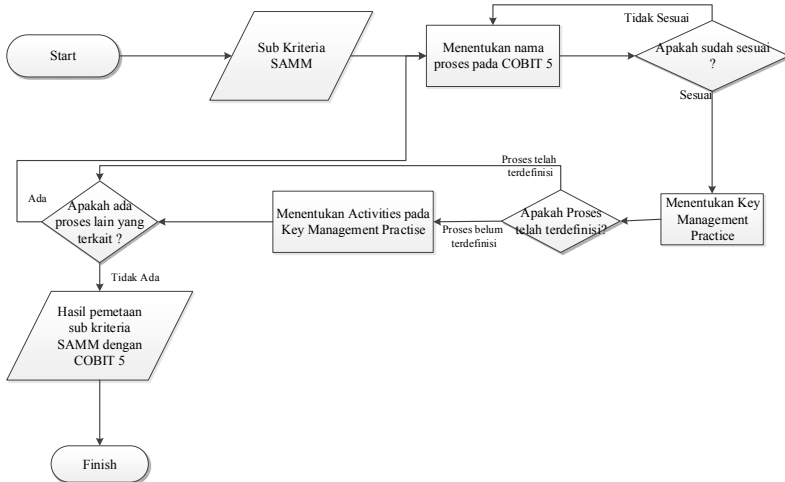 Start
Sub Kriteria
SAMM
Menentukan nama
proses pada COBIT 5
Tidak Sesuai
Apakah sudah sesuai
?
Sesuai
Menentukan Key
Management
Practice
Apakah Proses
telah terdefinisi?
Proses telah
terdefinisi
Proses belum
terdefinisi
Menentukan Activities pada
Key Management Practise
Apakah ada
proses lain yang
terkait ?
Ada
Tidak Ada
Hasil pemetaan
sub kriteria
SAMM dengan
COBIT 5
Finish